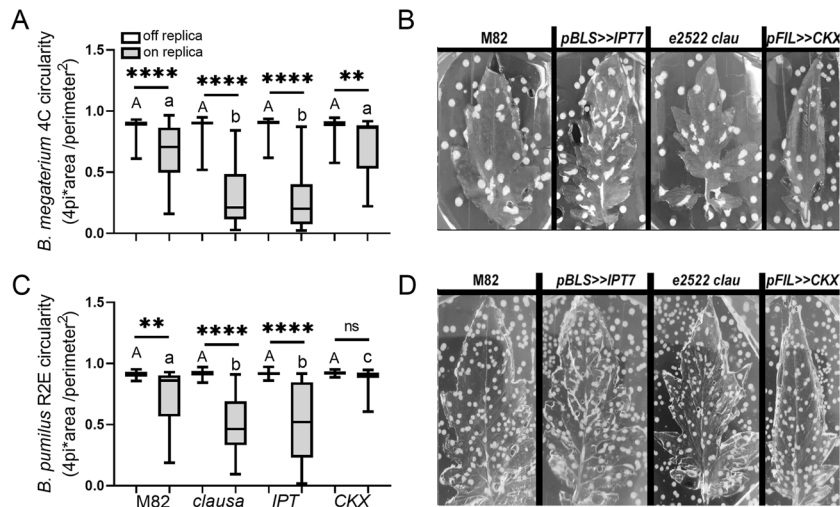 A
off replica
on replica
B. megaterium 4C circularity
(4pi*area /perimeter²)
1.5
1.0
0.5
0.0
**** **** **** **
A a A b A b A a
B
M82 pBLS>>IPT7 e2522 clau pFIL>>CKX
C
B. pumilus R2E circularity
(4pi*area /perimeter²)
1.5
1.0
0.5
0.0
** **** **** ns
A a A b A b A c
M82 clausa IPT CKX
D
M82 pBLS>>IPT7 e2522 clau pFIL>>CKX